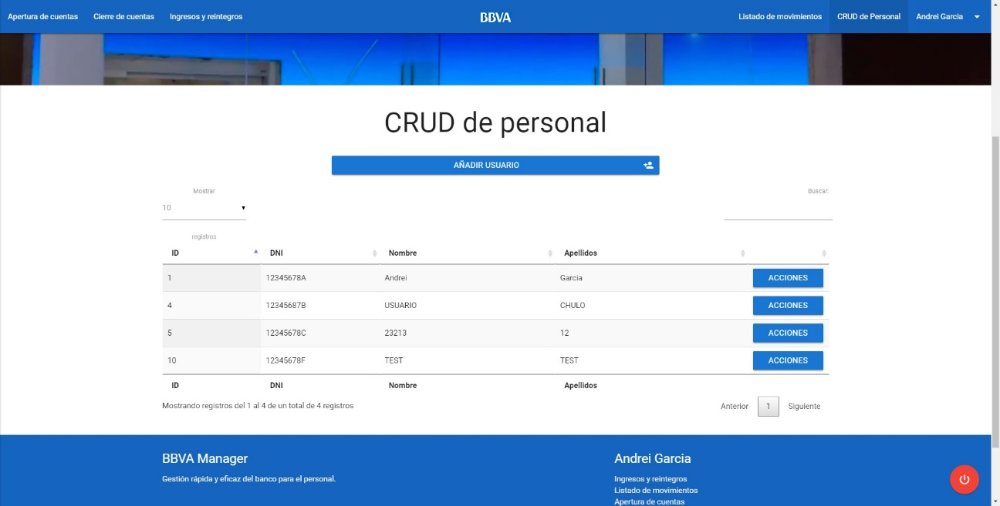 Apertura de cuentas Cierre de cuentas Ingresos y reintegros BBVA Listado de movimientos CRUD de Personal Andrei Garcia
CRUD de personal
AÑADIR USUARIO
Mostrar Buscar:
10
registros
ID DNI Nombre Apellidos
1 12345678A Andrei Garcia ACCIONES
4 12345687B USUARIO CHULO ACCIONES
5 12345678C 23213 12 ACCIONES
10 12345678F TEST TEST ACCIONES
ID DNI Nombre Apellidos
Mostrando registros del 1 al 4 de un total de 4 registros Anterior 1 Siguiente
BBVA Manager Andrei Garcia
Gestión rápida y eficaz del banco para el personal. Ingresos y reintegros
Listado de movimientos
Apertura de cuentas